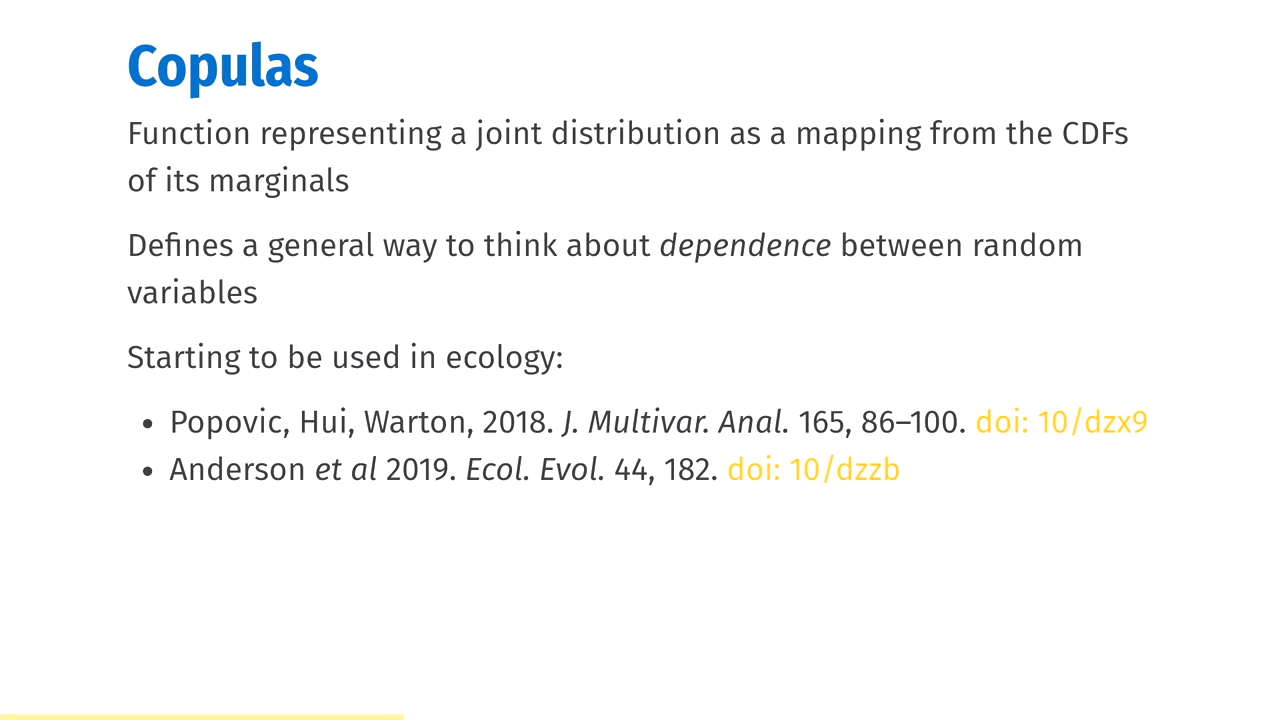 Copulas
Function representing a joint distribution as a mapping from the CDFs
of its marginals
Defines a general way to think about dependence between random
variables
Starting to be used in ecology:
• Popovic, Hui, Warton, 2018. J. Multivar. Anal. 165, 86–100. doi: 10/dzx9
• Anderson et al 2019. Ecol. Evol. 44, 182. doi: 10/dzzb